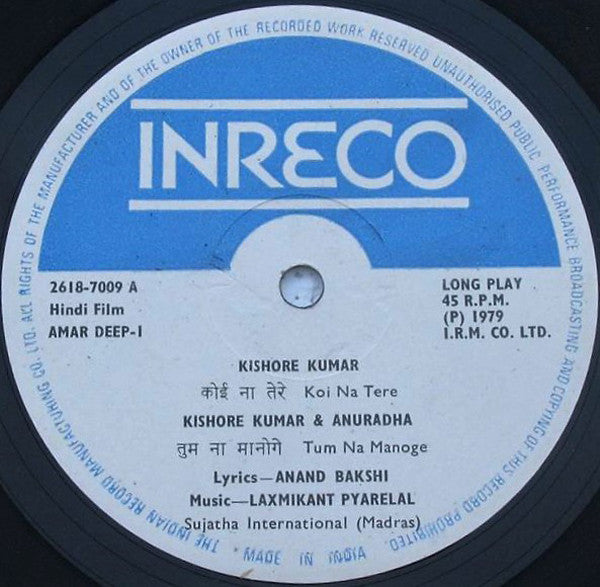 ALL RIGHTS OF THE MANUFACTURER AND OF THE OWNER OF THE RECORDED WORK RESERVED UNAUTHORISED PUBLIC PERFORMANCE BROADCASTING AND COPYING OF THIS RECORD PROHIBITED.
INRECO
2618-7009 A
Hindi Film
AMAR DEEP-1
LONG PLAY
45 R.P.M.
(P) 1979
I.R.M. CO. LTD.
KISHORE KUMAR
कोई ना तेरे Koi Na Tere
KISHORE KUMAR & ANURADHA
तुम ना मानोगे Tum Na Manoge
Lyrics—ANAND BAKSHI
Music—LAXMIKANT PYARELAL
Sujatha International (Madras)
THE INDIAN RECORD MANUFACTURING CO. LTD.
MADE IN INDIA